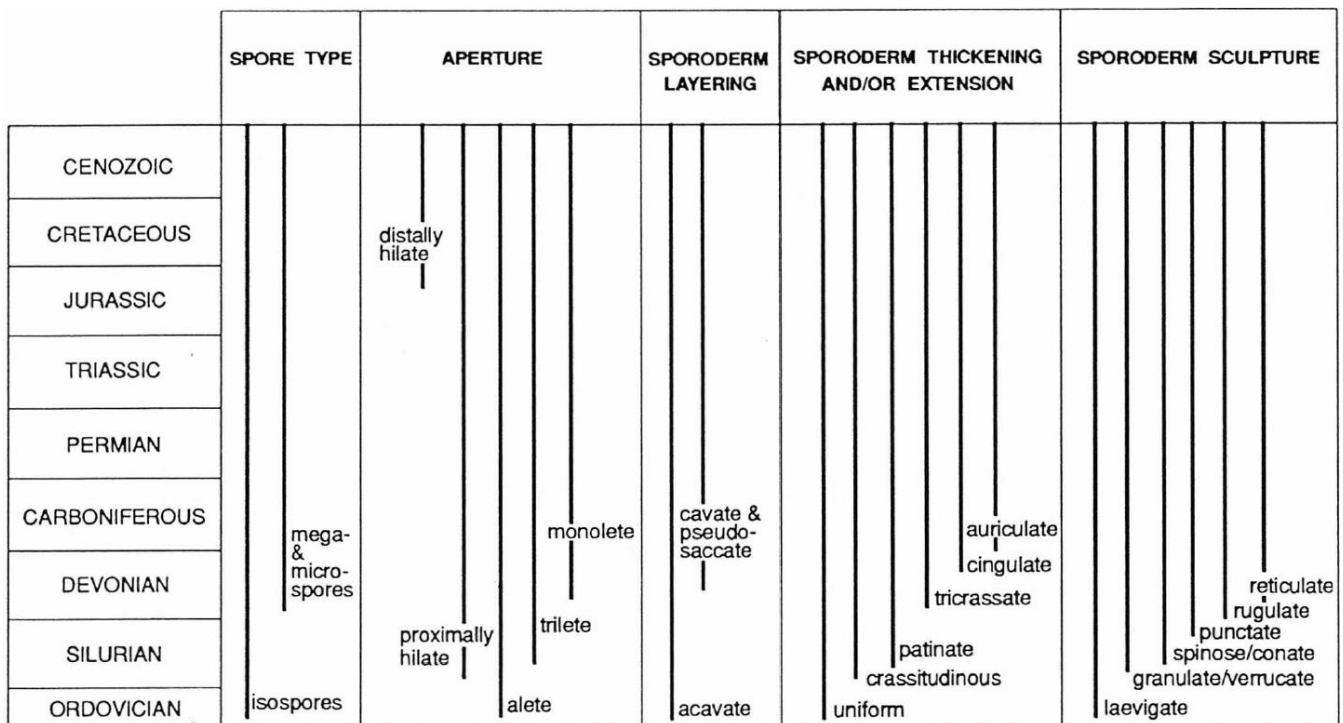 SPORE TYPE
APERTURE
SPORODERM
LAYERING
SPORODERM THICKENING
AND/OR EXTENSION
SPORODERM SCULPTURE
CENOZOIC
CRETACEOUS
distally
hilate
JURASSIC
TRIASSIC
PERMIAN
CARBONIFEROUS
mega-
&
micro-
spores
monolete
cavate &
pseudo-
saccate
auriculate
cingulate
DEVONIAN
tricrassate
reticulate
rugulate
proximally
hilate
trilete
punctate
SILURIAN
patinate
spinose/conate
crassitudinous
granulate/verrucate
ORDOVICIAN
isospores
alete
acavate
uniform
laevigate